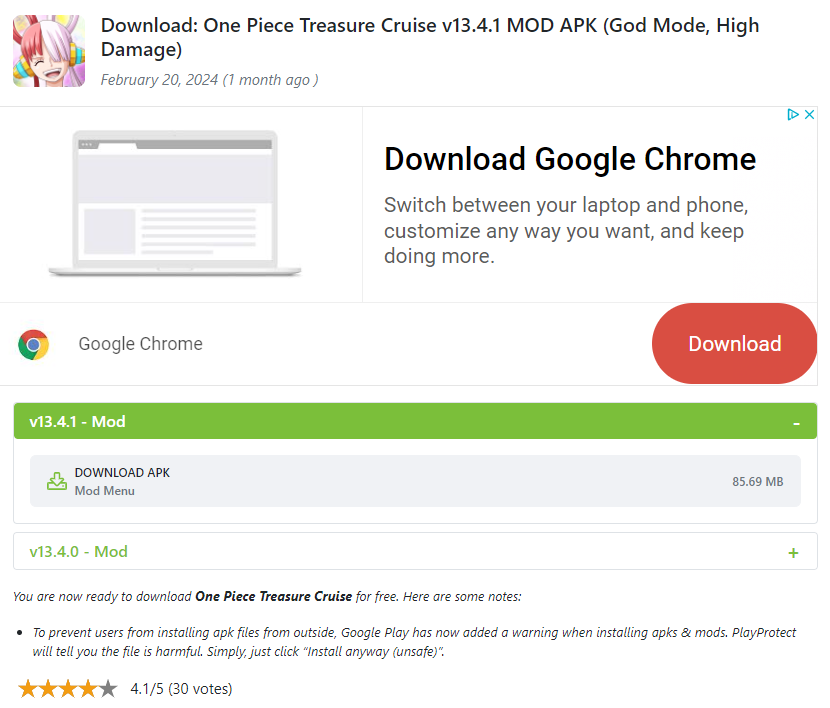 Download: One Piece Treasure Cruise v13.4.1 MOD APK (God Mode, High
Damage)
February 20, 2024 (1 month ago )
Download Google Chrome
Switch between your laptop and phone,
customize any way you want, and keep
doing more.
Google Chrome
Download
v13.4.1 - Mod
-
DOWNLOAD APK
Mod Menu
85.69 MB
v13.4.0 - Mod
+
You are now ready to download One Piece Treasure Cruise for free. Here are some notes:
• To prevent users from installing apk files from outside, Google Play has now added a warning when installing apks & mods. PlayProtect
will tell you the file is harmful. Simply, just click “Install anyway (unsafe)”.
4.1/5 (30 votes)